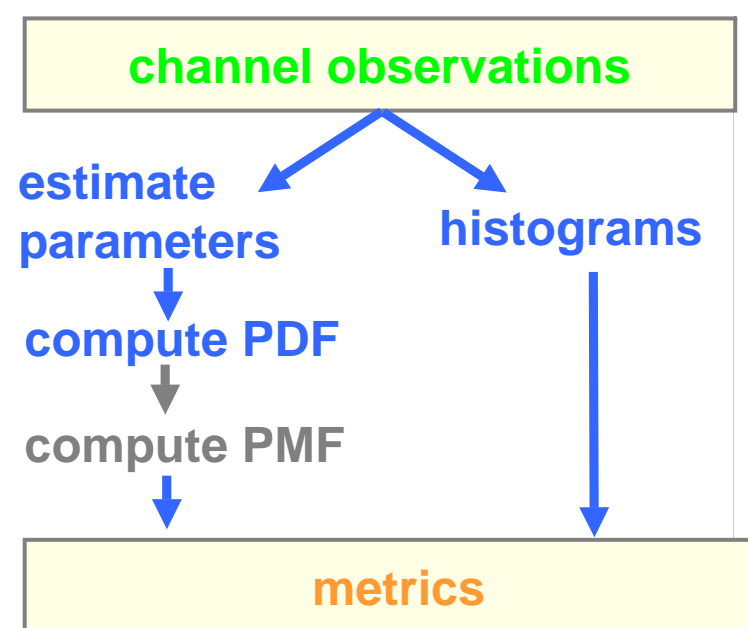 channel observations
estimate
parameters
histograms
compute PDF
compute PMF
metrics